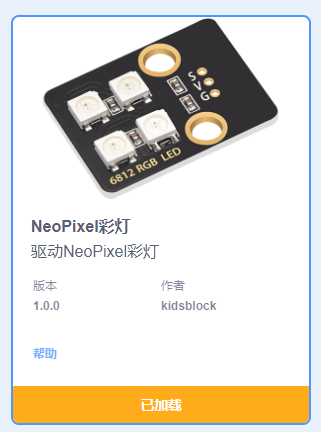 S
V
G
6812 RGB LED
NeoPixel彩灯
驱动NeoPixel彩灯
版本 作者
1.0.0 kidsblock
帮助
已加载